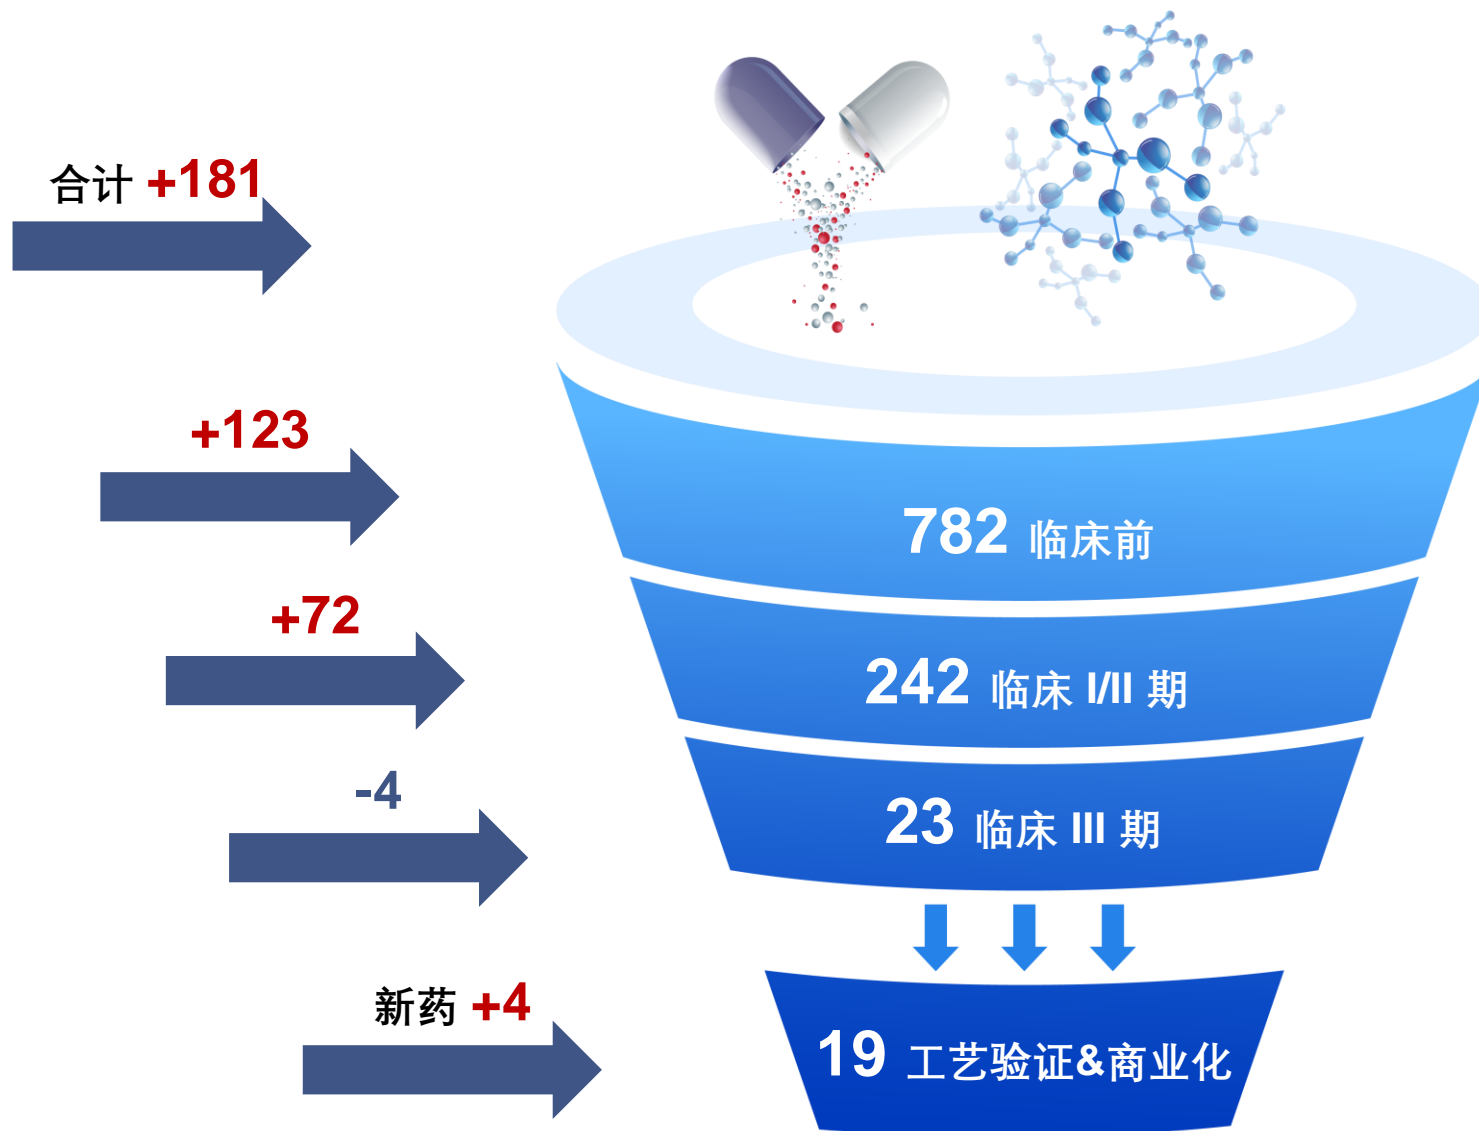 合计 +181
+123
782 临床前
+72
242 临床 I/II 期
-4
23 临床 III 期
新药 +4
19 工艺验证&商业化